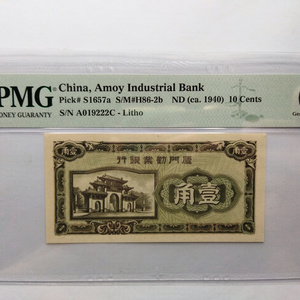 PMG
MONEY GUARANTY
China, Amoy Industrial Bank
Pick# S1657a S/M#H86-2b ND (ca. 1940) 10 Cents
S/N A019222C - Litho
行銀業勸門廈
角壹